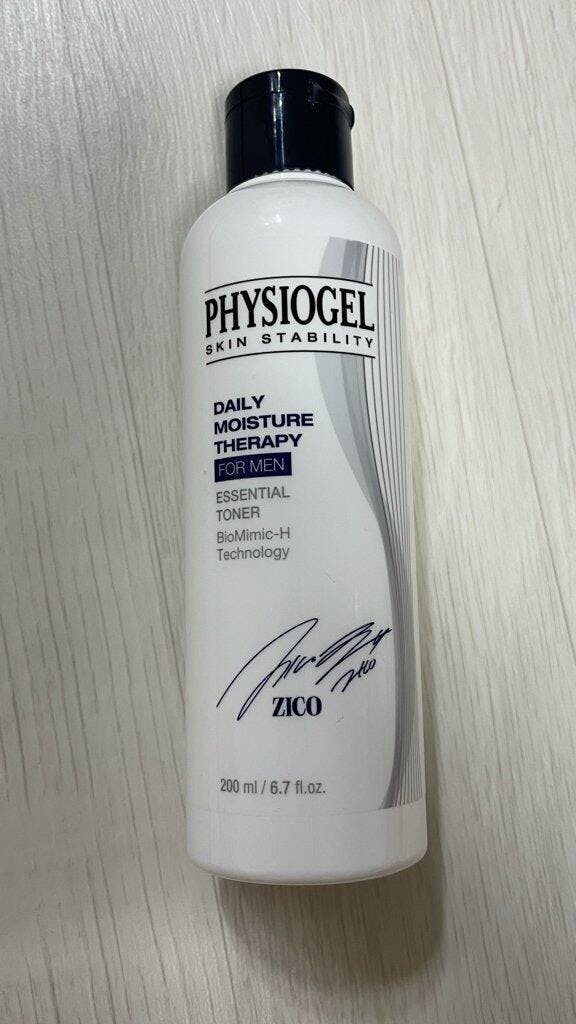 PHYSIOGEL
SKIN STABILITY
DAILY
MOISTURE
THERAPY
FOR MEN
ESSENTIAL
TONER
BioMimic-H
Technology
ZICO
200 ml / 6.7 fl.oz.